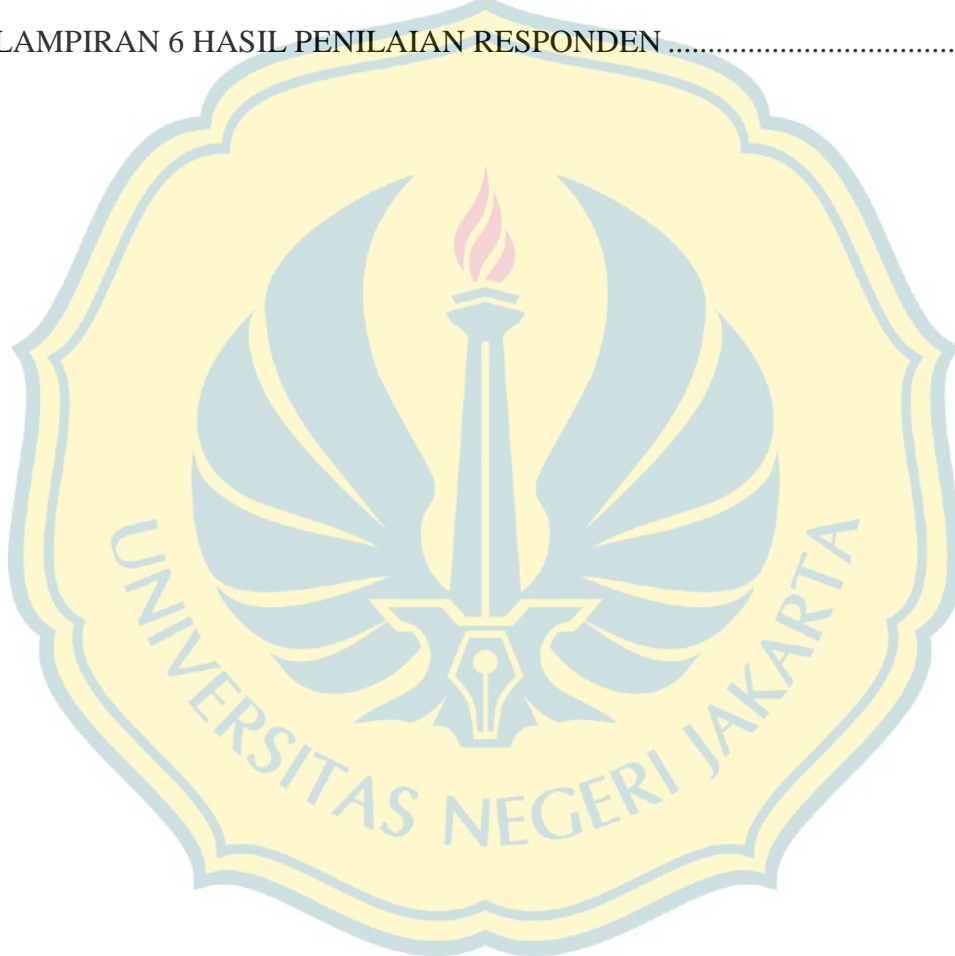 LAMPIRAN 6 HASIL PENILAIAN RESPONDEN ..................................
UNIVERSITAS NEGERI JAKARTA